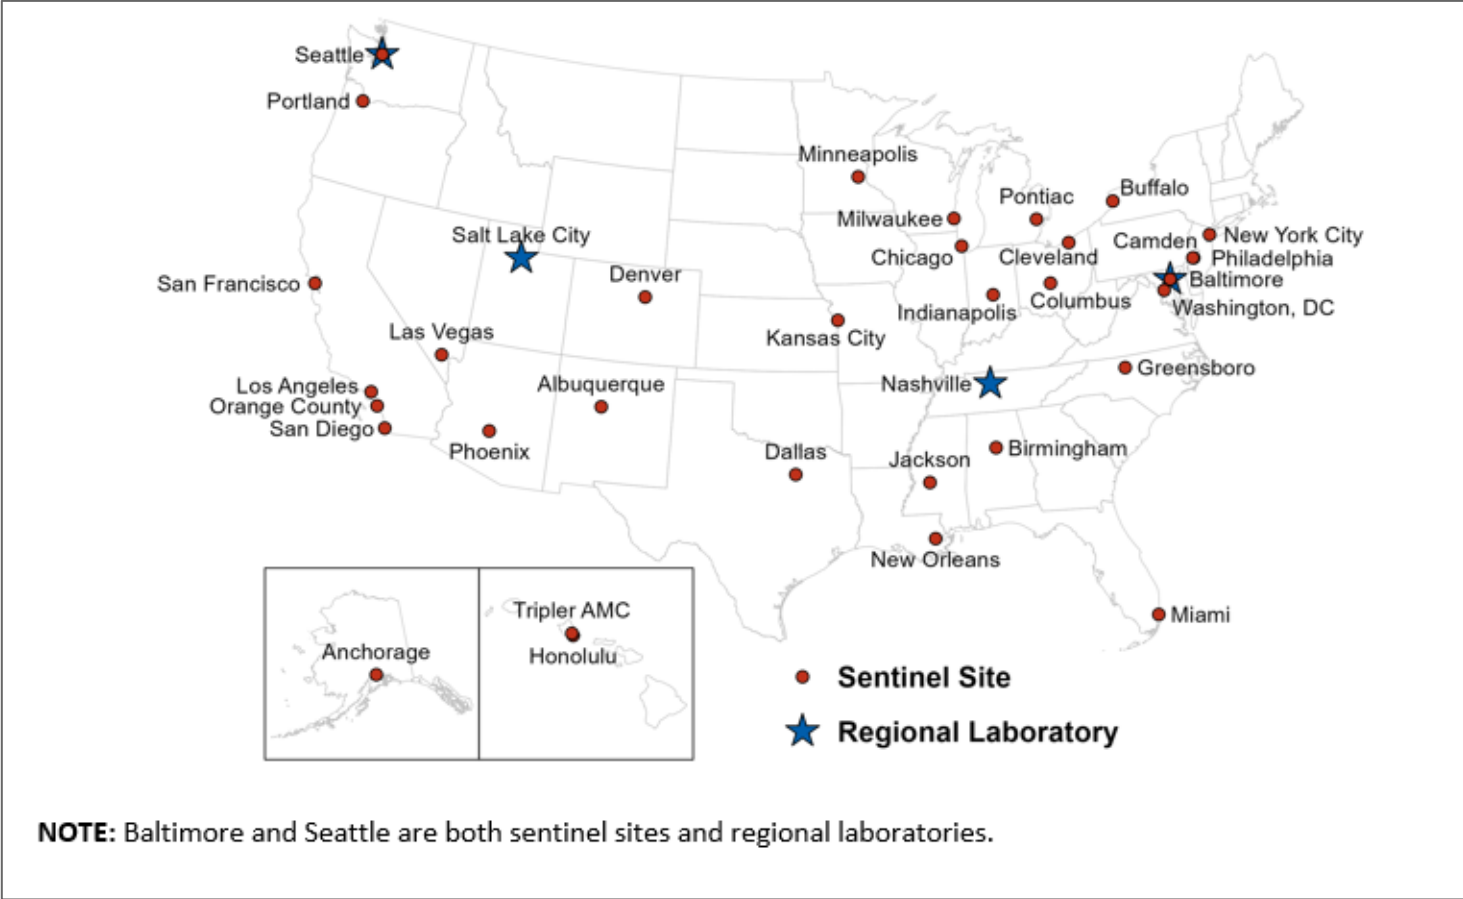 Seattle
Portland
Minneapolis
Buffalo
Pontiac
Milwaukee
New York City
Salt Lake City
Camden
Chicago
Cleveland
Philadelphia
Denver
Baltimore
San Francisco
Columbus
Washington, DC
Indianapolis
Las Vegas
Kansas City
Greensboro
Nashville
Albuquerque
Los Angeles
Orange County
San Diego
Phoenix
Dallas
Birmingham
Jackson
New Orleans
Tripler AMC
Miami
Anchorage
Honolulu
Sentinel Site
Regional Laboratory
NOTE: Baltimore and Seattle are both sentinel sites and regional laboratories.